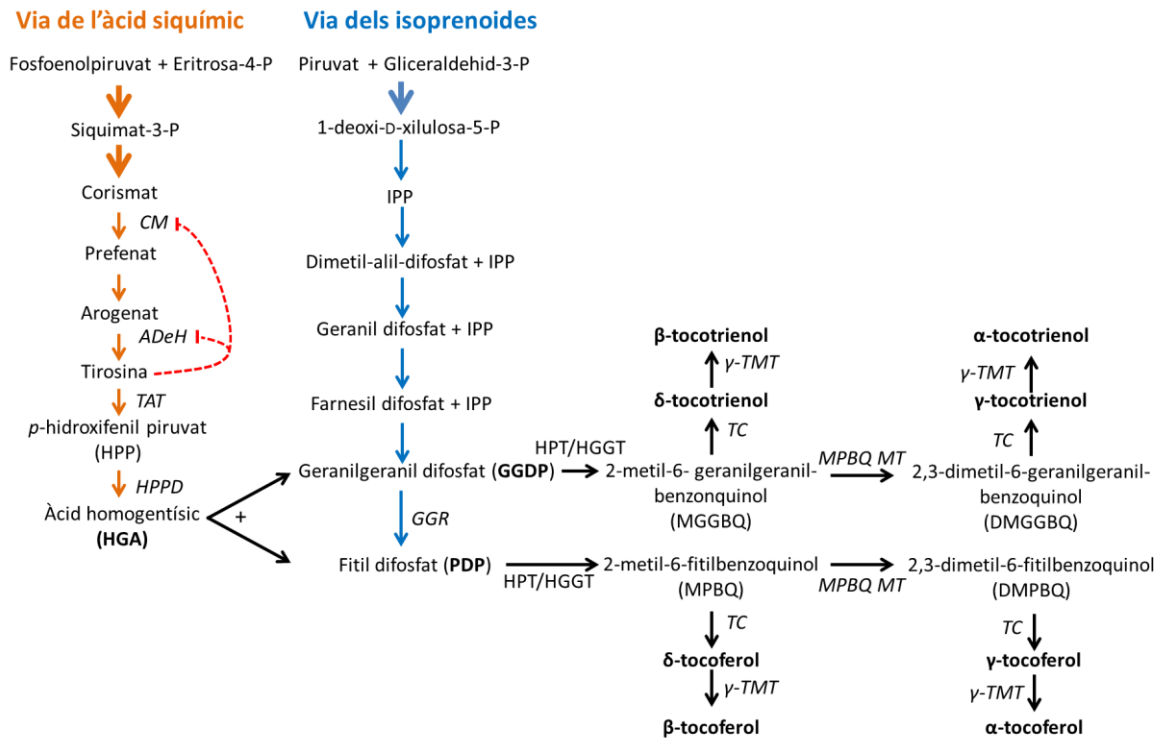 Via de l'àcid siquímic
Fosfoenolpiruvat + Eritrosa-4-P
Siquimat-3-P
Corismat
CM
Prefenat
Arogenat
ADeH
Tirosina
TAT
p-hidroxifenil piruvat
(HPP)
HPPD
Àcid homogentísic
(HGA)
+
Via dels isoprenoides
Piruvat + Gliceraldehid-3-P
1-deoxi-D-xilulosa-5-P
IPP
Dimetil-alil-difosfat + IPP
Geranil difosfat + IPP
Farnesil difosfat + IPP
Geranilgeranil difosfat (GGDP)
GGR
Fitil difosfat (PDP)
HPT/HGGT
HPT/HGGT
β-tocotrienol
γ-TMT
δ-tocotrienol
TC
2-metil-6- geranilgeranil-
benzonquinol
(MGGBQ)
MPBQ MT
α-tocotrienol
γ-TMT
γ-tocotrienol
TC
2,3-dimetil-6-geranilgeranil-
benzoquinol
(DMGGBQ)
2-metil-6-fitilbenzoquinol
(MPBQ)
MPBQ MT
TC
δ-tocoferol
γ-TMT
β-tocoferol
2,3-dimetil-6-fitilbenzoquinol
(DMPBQ)
TC
γ-tocoferol
γ-TMT
α-tocoferol